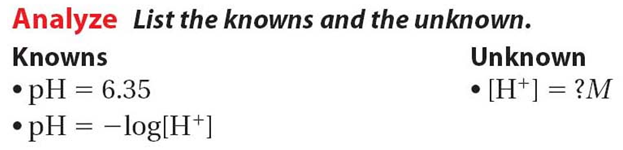 Analyze List the knowns and the unknown.
Knowns
• pH = 6.35
• pH = −log[H⁺]
Unknown
• [H⁺] = ?M